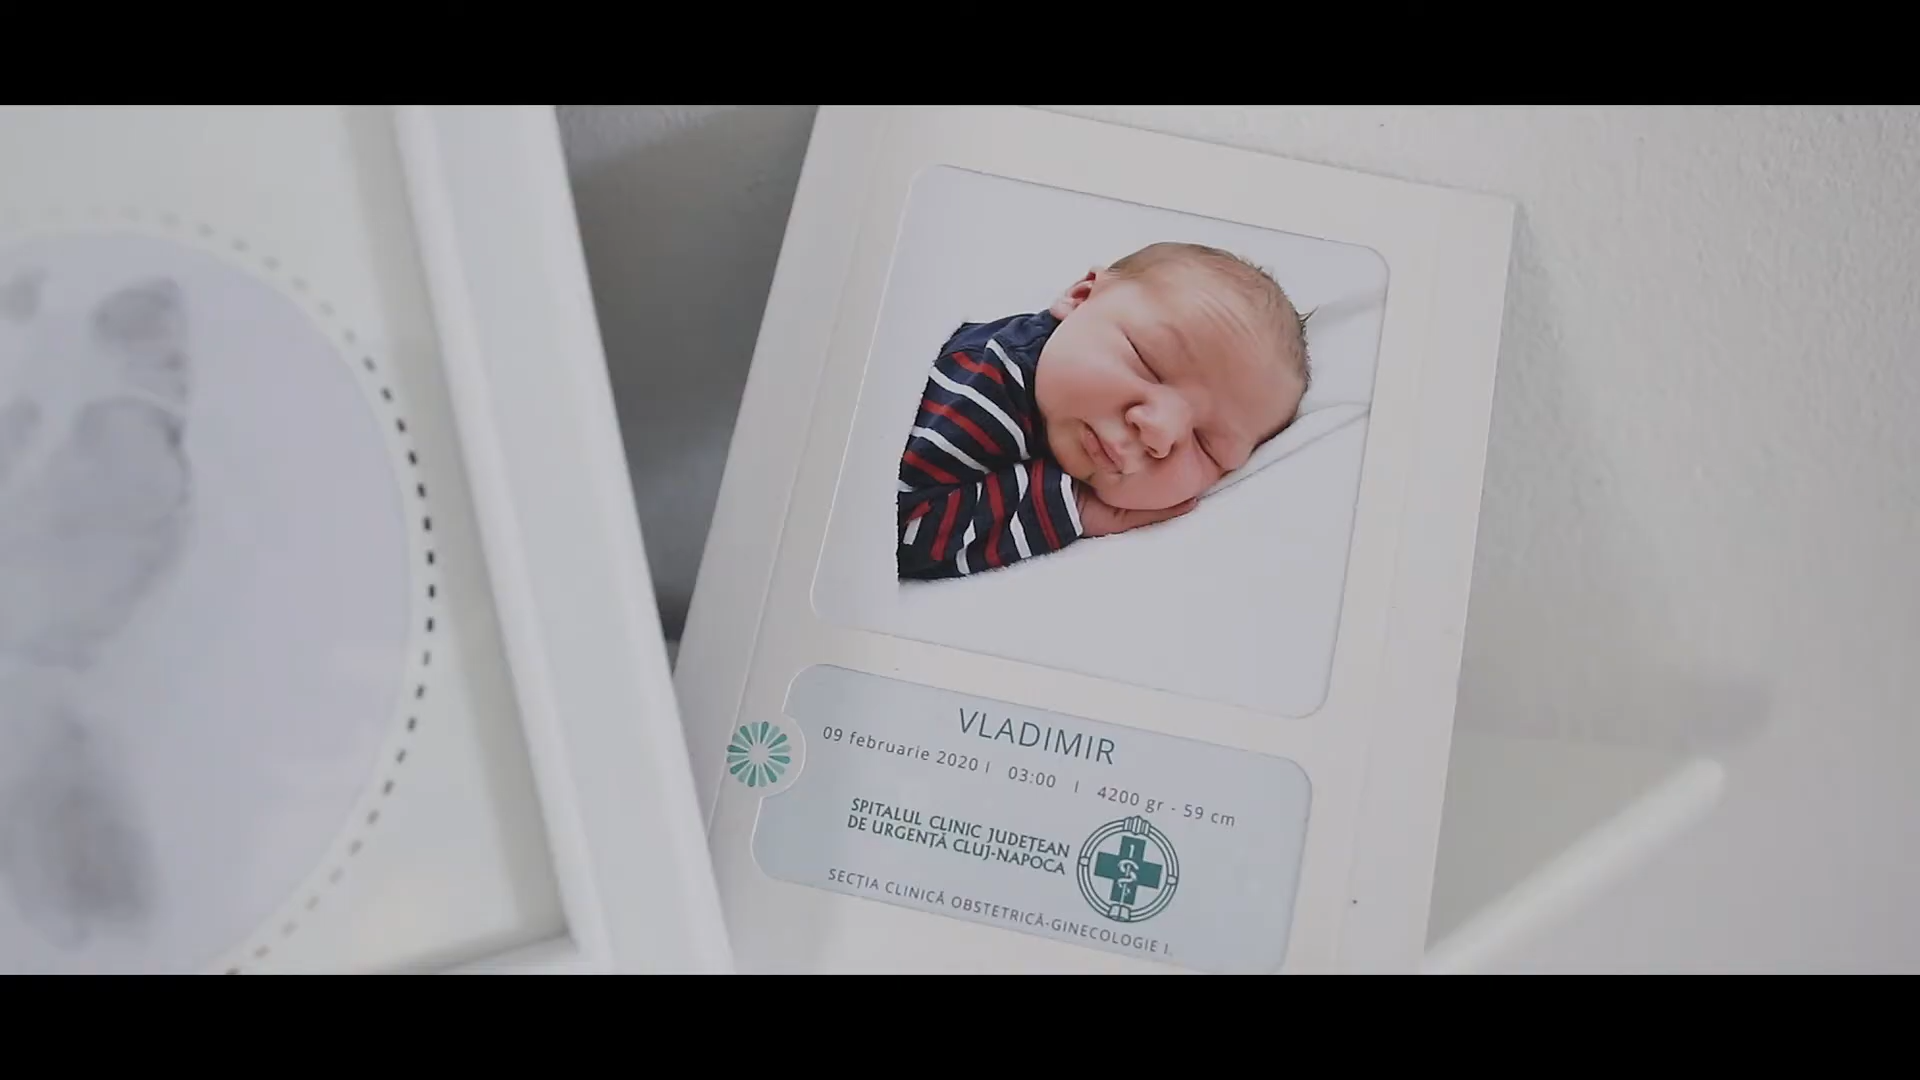 VLADIMIR
09 februarie 2020 | 03:00 | 4200 gr - 59 cm
SPITALUL CLINIC JUDEȚEAN
DE URGENȚĂ CLUJ-NAPOCA
SECȚIA CLINICĂ OBSTETRICĂ-GINECOLOGIE I.